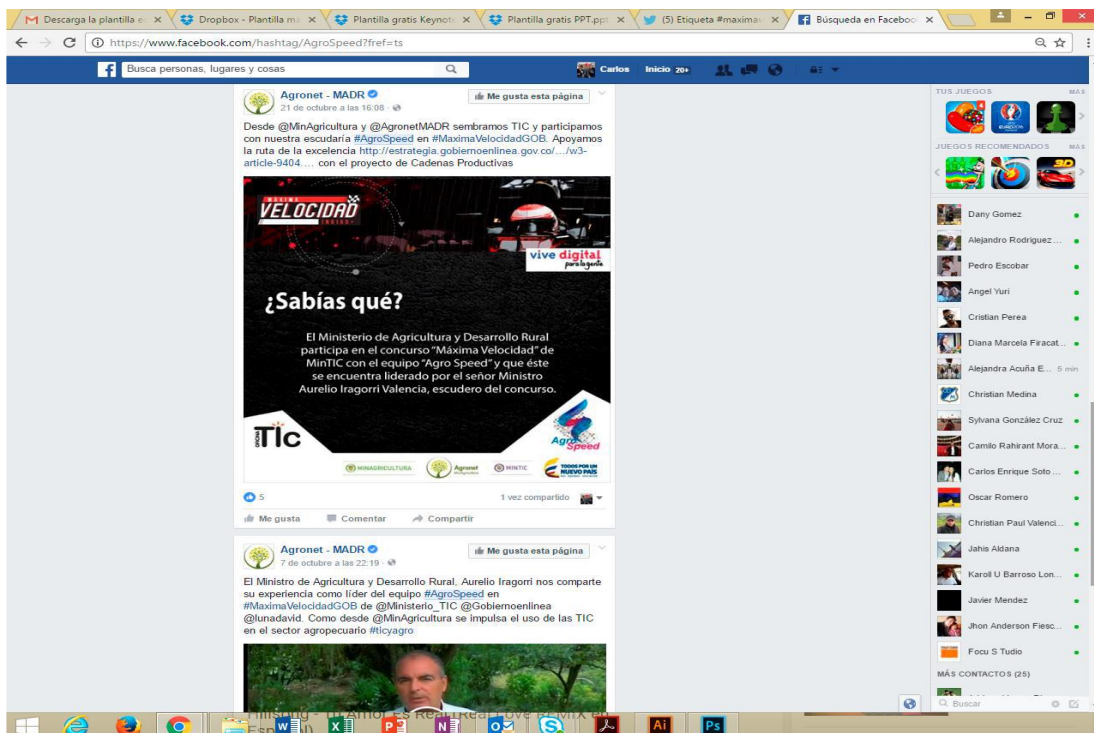 Descarga la plantilla e
Dropbox - Plantilla ma
Plantilla gratis Keynote
Plantilla gratis PPT.ppt
(5) Etiqueta #maximav
Búsqueda en Facebook
https://www.facebook.com/hashtag/AgroSpeed?fref=ts
Busca personas, lugares y cosas
Carlos
Inicio 20+
Agronet - MADR
Me gusta esta página
21 de octubre a las 16:08
Desde @MinAgricultura y @AgronetMADR sembramos TIC y participamos
con nuestra escudaría #AgroSpeed en #MaximaVelocidadGOB. Apoyamos
la ruta de la excelencia http://estrategia.gobiernoenlinea.gov.co/.../w3-
article-9404.... con el proyecto de Cadenas Productivas
MÁXIMA
VELOCIDAD
vive digital
para la gente
¿Sabías qué?
El Ministerio de Agricultura y Desarrollo Rural
participa en el concurso "Máxima Velocidad" de
MinTIC con el equipo "Agro Speed" y que éste
se encuentra liderado por el señor Ministro
Aurelio Iragorri Valencia, escudero del concurso.
OFICINA
TIC
Agro
Speed
MINAGRICULTURA
Agronet
MINTIC
TODOS POR UN
NUEVO PAÍS
5
1 vez compartido
Me gusta
Comentar
Compartir
Agronet - MADR
Me gusta esta página
7 de octubre a las 22:19
El Ministro de Agricultura y Desarrollo Rural, Aurelio Iragorri nos comparte
su experiencia como líder del equipo #AgroSpeed en
#MaximaVelocidadGOB de @Ministerio_TIC @Gobiernoenlinea
@lunadavid. Como desde @MinAgricultura se impulsa el uso de las TIC
en el sector agropecuario #ticyagro
TUS JUEGOS
MÁS
JUEGOS RECOMENDADOS
MÁS
Dany Gomez
Alejandro Rodriguez ...
Pedro Escobar
Angel Yuri
Cristian Perea
Diana Marcela Firacat...
Alejandra Acuña E... 5 min
Christian Medina
Sylvana González Cruz
Camilo Rahirant Mora...
Carlos Enrique Soto ...
Oscar Romero
Christian Paul Valenci...
Jahis Aldana
Karoll U Barroso Lon...
Javier Mendez
Jhon Anderson Fiesc...
Focu S Tudio
MÁS CONTACTOS (25)
Buscar